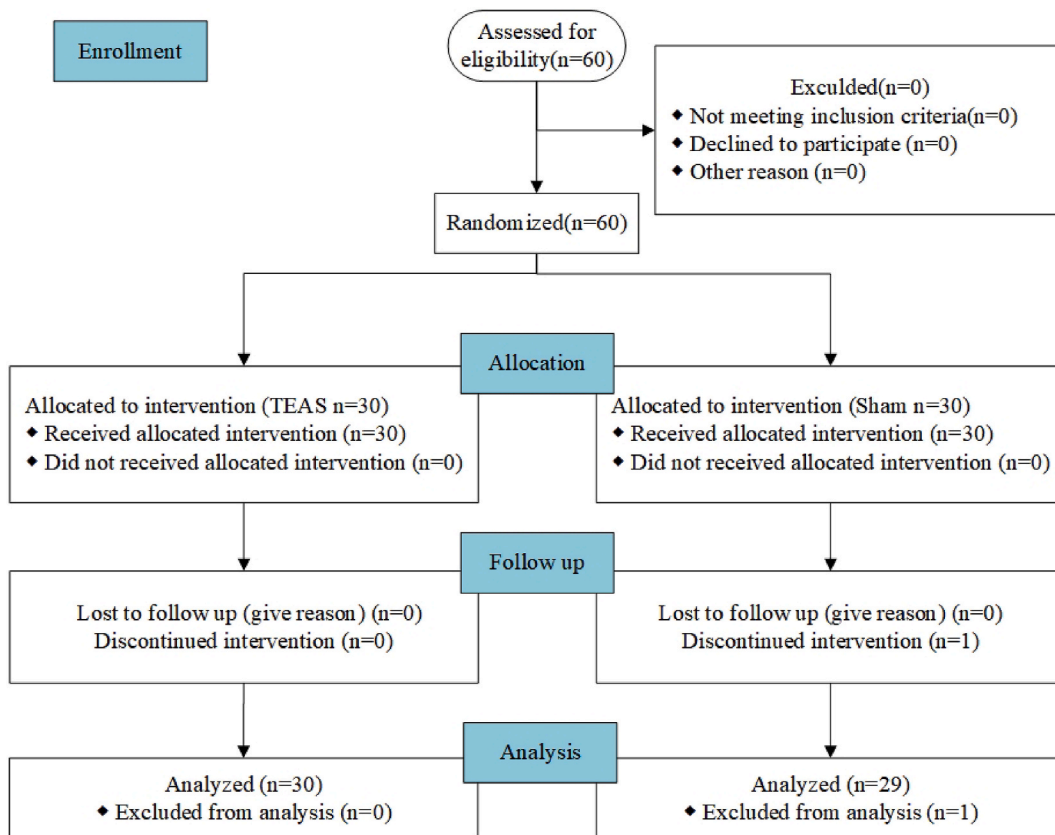 Enrollment
Assessed for
eligibility(n=60)
Exculded(n=0)
◆ Not meeting inclusion criteria(n=0)
◆ Declined to participate (n=0)
◆ Other reason (n=0)
Randomized(n=60)
Allocation
Allocated to intervention (TEAS n=30)
◆ Received allocated intervention (n=30)
◆ Did not received allocated intervention (n=0)
Allocated to intervention (Sham n=30)
◆ Received allocated intervention (n=30)
◆ Did not received allocated intervention (n=0)
Follow up
Lost to follow up (give reason) (n=0)
Discontinued intervention (n=0)
Lost to follow up (give reason) (n=0)
Discontinued intervention (n=1)
Analysis
Analyzed (n=30)
◆ Excluded from analysis (n=0)
Analyzed (n=29)
◆ Excluded from analysis (n=1)